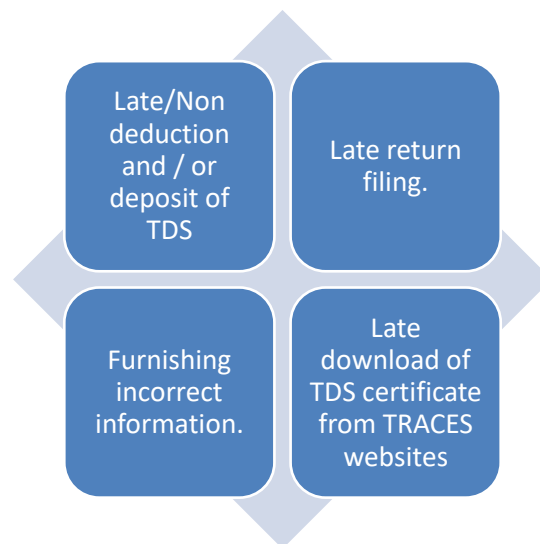 Late/Non
deduction
and / or
deposit of
TDS
Late return
filing.
Furnishing
incorrect
information.
Late
download of
TDS certificate
from TRACES
websites